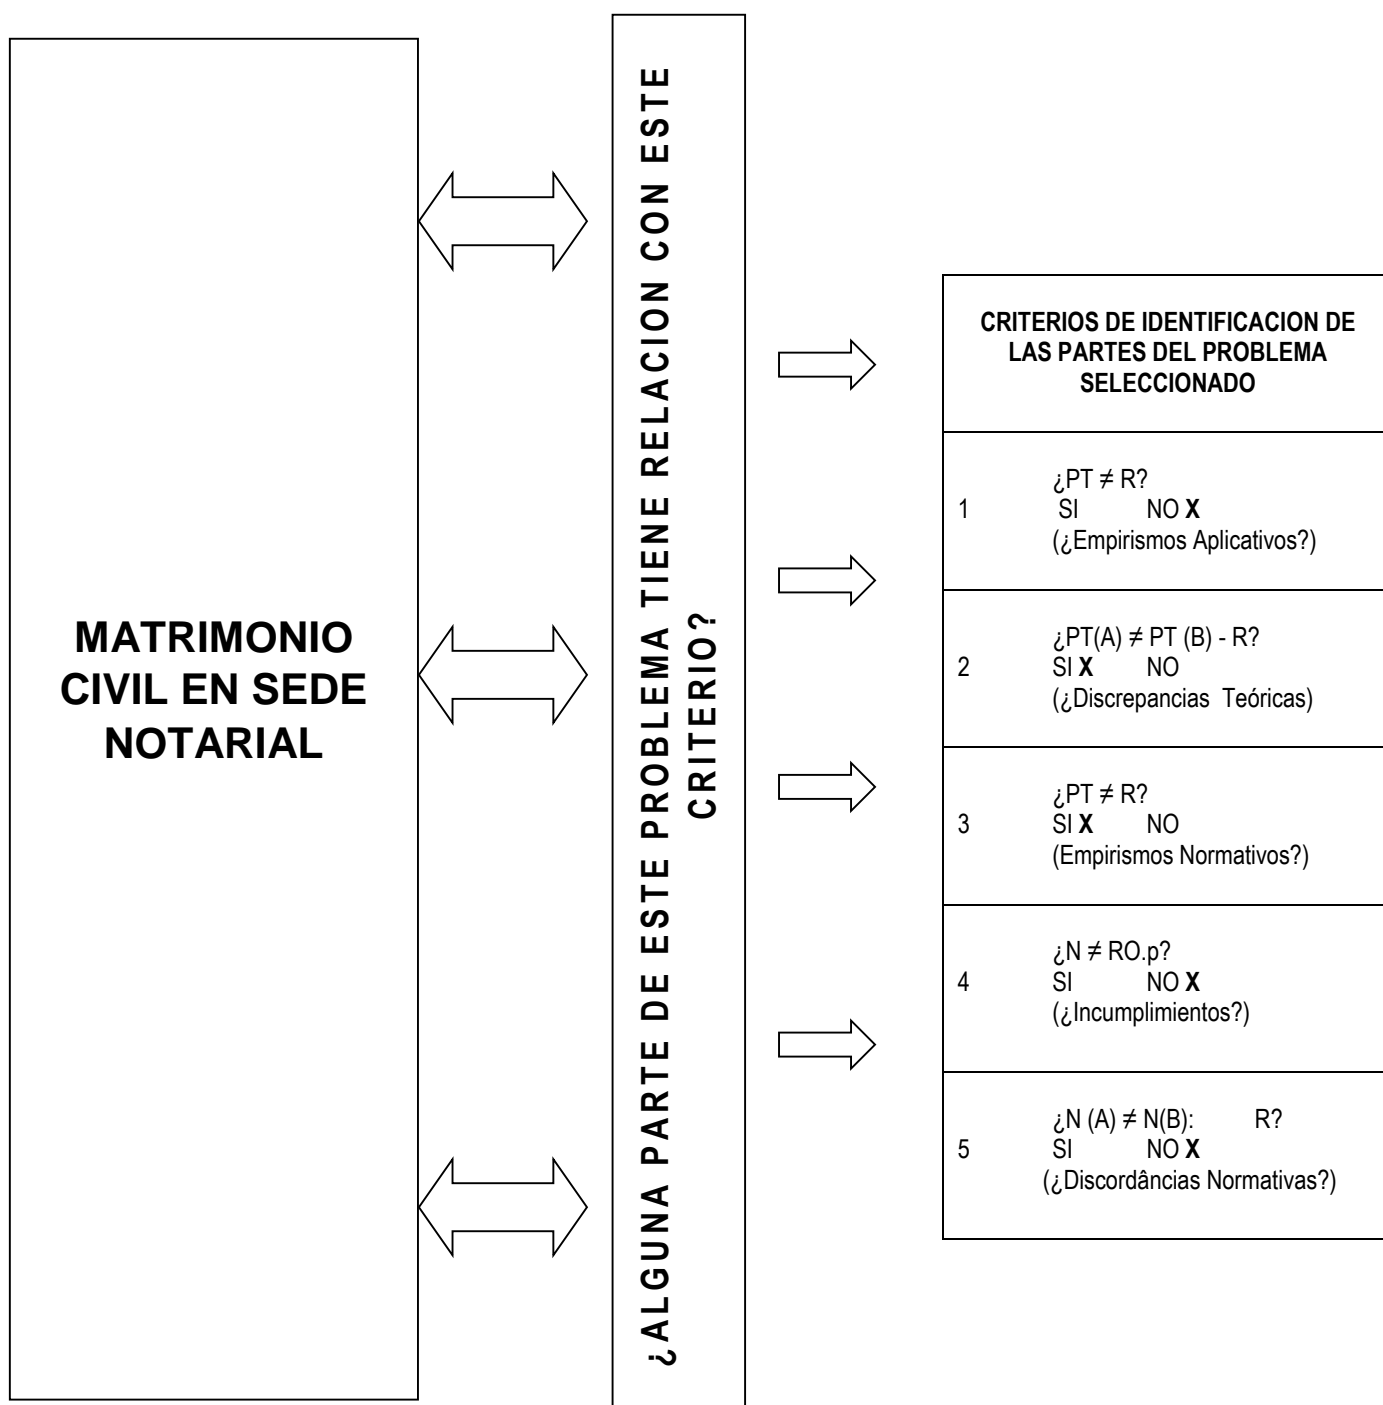 MATRIMONIO
CIVIL EN SEDE
NOTARIAL
¿ALGUNA PARTE DE ESTE PROBLEMA TIENE RELACION CON ESTE
CRITERIO?
CRITERIOS DE IDENTIFICACION DE
LAS PARTES DEL PROBLEMA
SELECCIONADO
¿PT ≠ R?
1 SI NO X
(¿Empirismos Aplicativos?)
¿PT(A) ≠ PT (B) - R?
2 SI X NO
(¿Discrepancias Teóricas)
¿PT ≠ R?
3 SI X NO
(Empirismos Normativos?)
¿N ≠ RO.p?
4 SI NO X
(¿Incumplimientos?)
¿N (A) ≠ N(B): R?
5 SI NO X
(¿Discordâncias Normativas?)